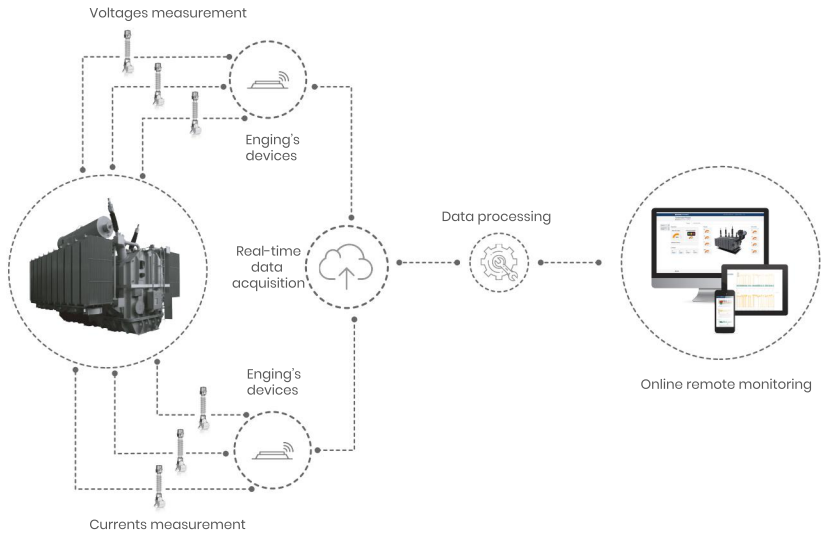 Voltages measurement
Enging's
devices
Real-time
data
acquisition
Data processing
Enging's
devices
Online remote monitoring
Currents measurement